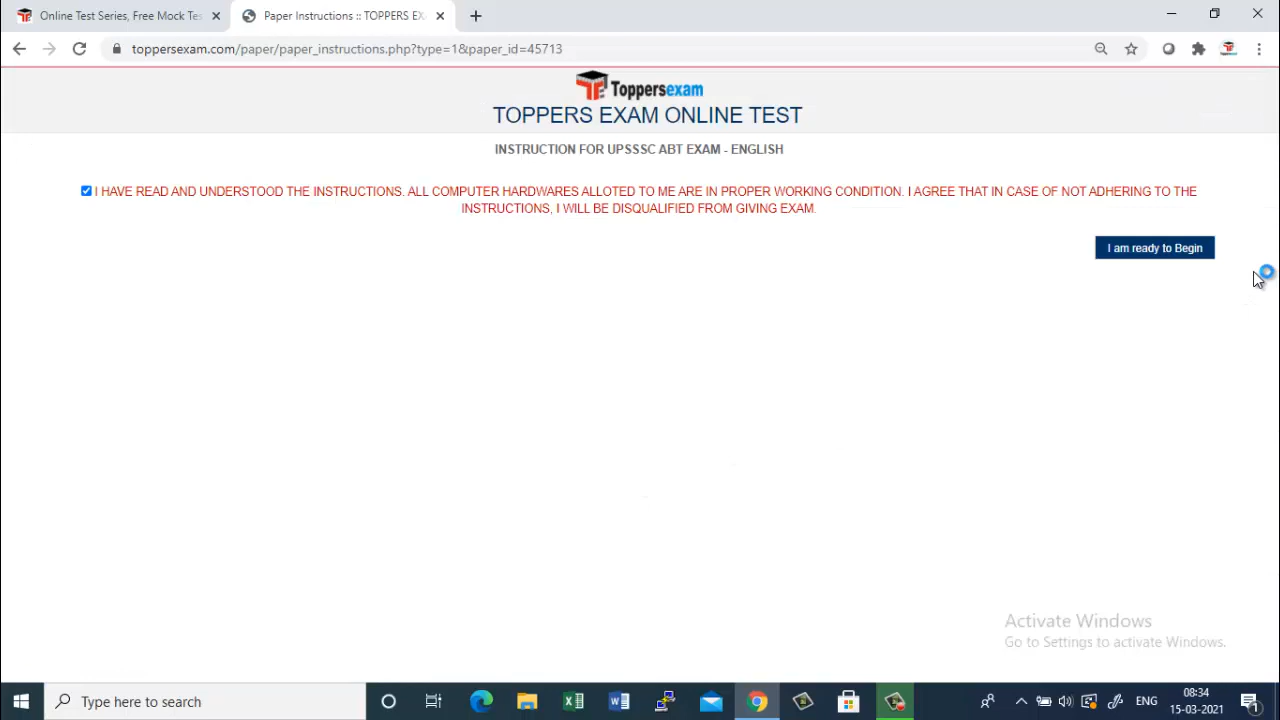 Online Test Series, Free Mock Tes
Paper Instructions :: TOPPERS EX
toppersexam.com/paper/paper_instructions.php?type=1&paper_id=45713
Toppersexam
TOPPERS EXAM ONLINE TEST
INSTRUCTION FOR UPSSSC ABT EXAM - ENGLISH
I HAVE READ AND UNDERSTOOD THE INSTRUCTIONS. ALL COMPUTER HARDWARES ALLOTED TO ME ARE IN PROPER WORKING CONDITION. I AGREE THAT IN CASE OF NOT ADHERING TO THE
INSTRUCTIONS, I WILL BE DISQUALIFIED FROM GIVING EXAM.
I am ready to Begin
Activate Windows
Go to Settings to activate Windows.
Type here to search
ENG
08:34
15-03-2021
1